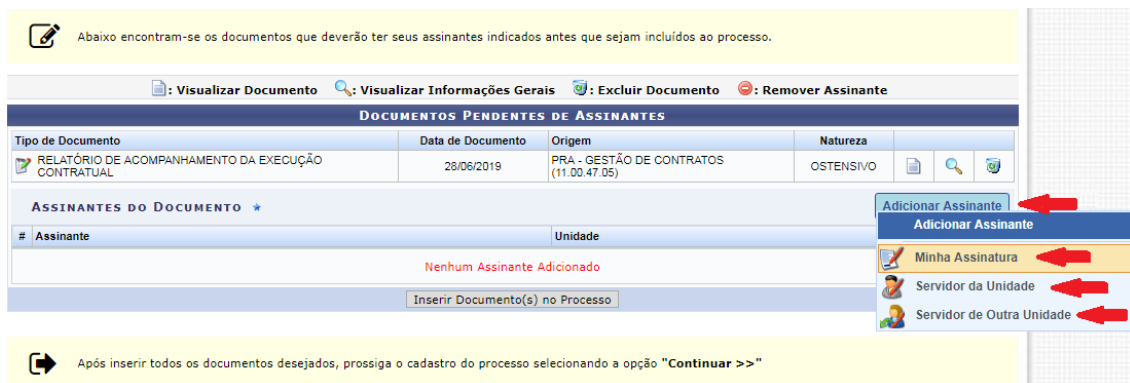 Abaixo encontram-se os documentos que deverão ter seus assinantes indicados antes que sejam incluídos ao processo.
: Visualizar Documento : Visualizar Informações Gerais : Excluir Documento : Remover Assinante
Documentos Pendentes de Assinantes
Tipo de Documento Data de Documento Origem Natureza
RELATÓRIO DE ACOMPANHAMENTO DA EXECUÇÃO CONTRATUAL 28/06/2019 PRA - GESTÃO DE CONTRATOS (11.00.47.05) OSTENSIVO
Assinantes do Documento Adicionar Assinante
Adicionar Assinante
# Assinante Unidade
Minha Assinatura
Nenhum Assinante Adicionado
Servidor da Unidade
Inserir Documento(s) no Processo
Servidor de Outra Unidade
Após inserir todos os documentos desejados, prossiga o cadastro do processo selecionando a opção "Continuar >>"